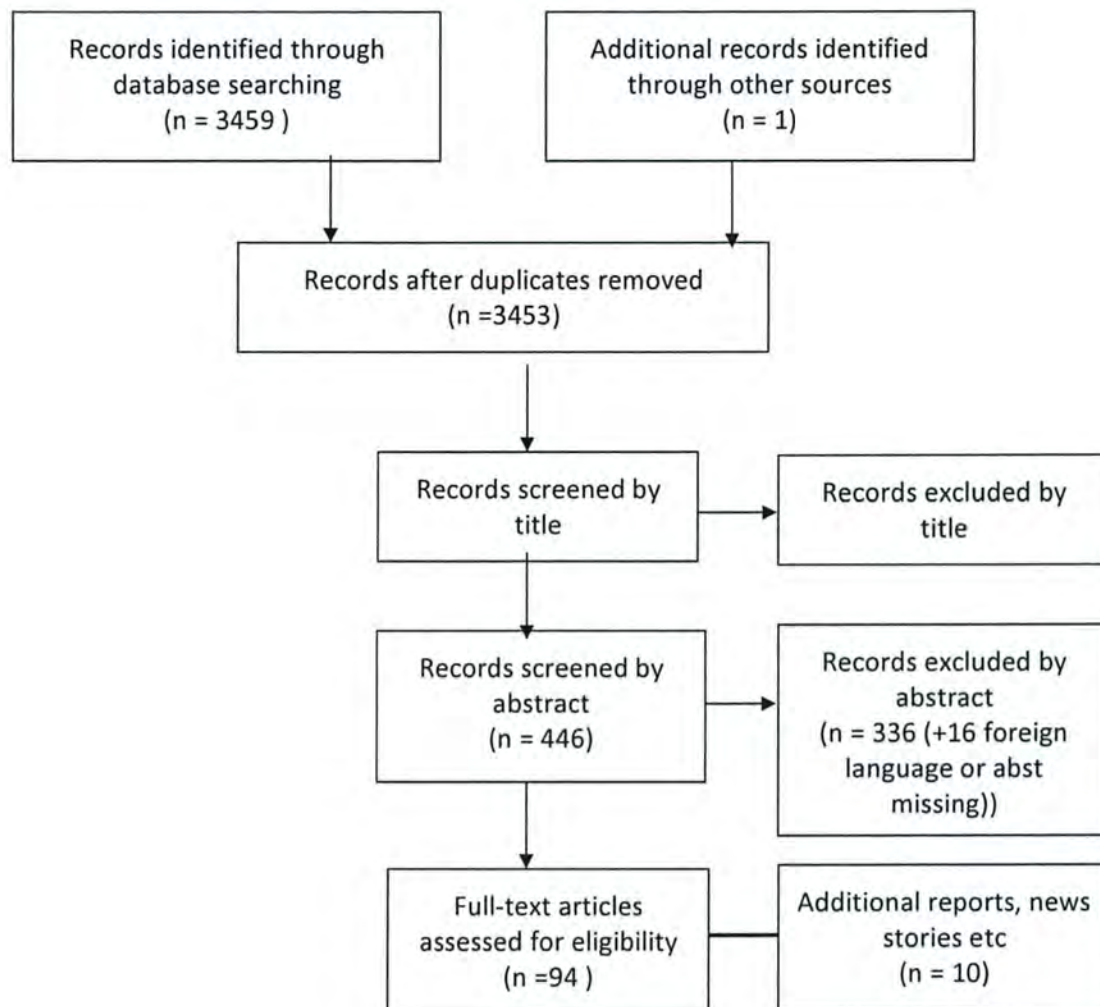 Records identified through
database searching
(n = 3459 )
Additional records identified
through other sources
(n = 1)
Records after duplicates removed
(n =3453)
Records screened by
title
Records excluded by
title
Records screened by
abstract
(n = 446)
Records excluded by
abstract
(n = 336 (+16 foreign
language or abst
missing))
Full-text articles
assessed for eligibility
(n =94 )
Additional reports, news
stories etc
(n = 10)